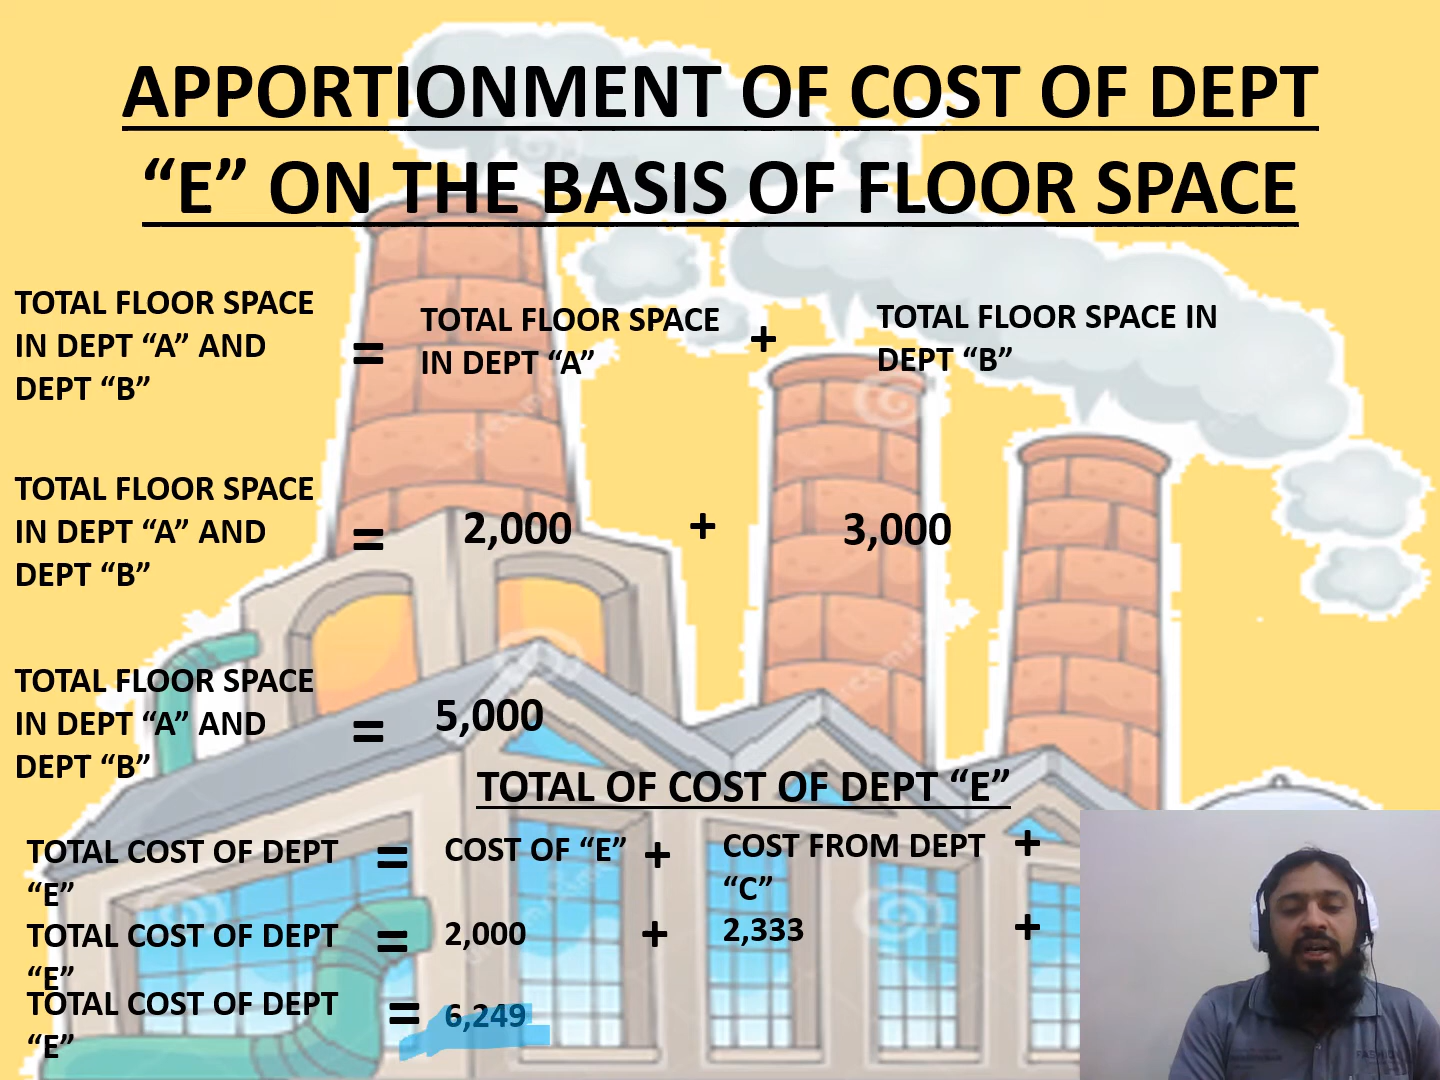 APPORTIONMENT OF COST OF DEPT
“E” ON THE BASIS OF FLOOR SPACE
TOTAL FLOOR SPACE
IN DEPT “A” AND
DEPT “B”
=
TOTAL FLOOR SPACE
IN DEPT “A”
+
TOTAL FLOOR SPACE IN
DEPT “B”
TOTAL FLOOR SPACE
IN DEPT “A” AND
DEPT “B”
=
2,000
+
3,000
TOTAL FLOOR SPACE
IN DEPT “A” AND
DEPT “B”
=
5,000
TOTAL OF COST OF DEPT “E”
TOTAL COST OF DEPT
“E”
=
COST OF “E”
+
COST FROM DEPT
“C”
+
TOTAL COST OF DEPT
“E”
=
2,000
+
2,333
+
TOTAL COST OF DEPT
“E”
=
6,249